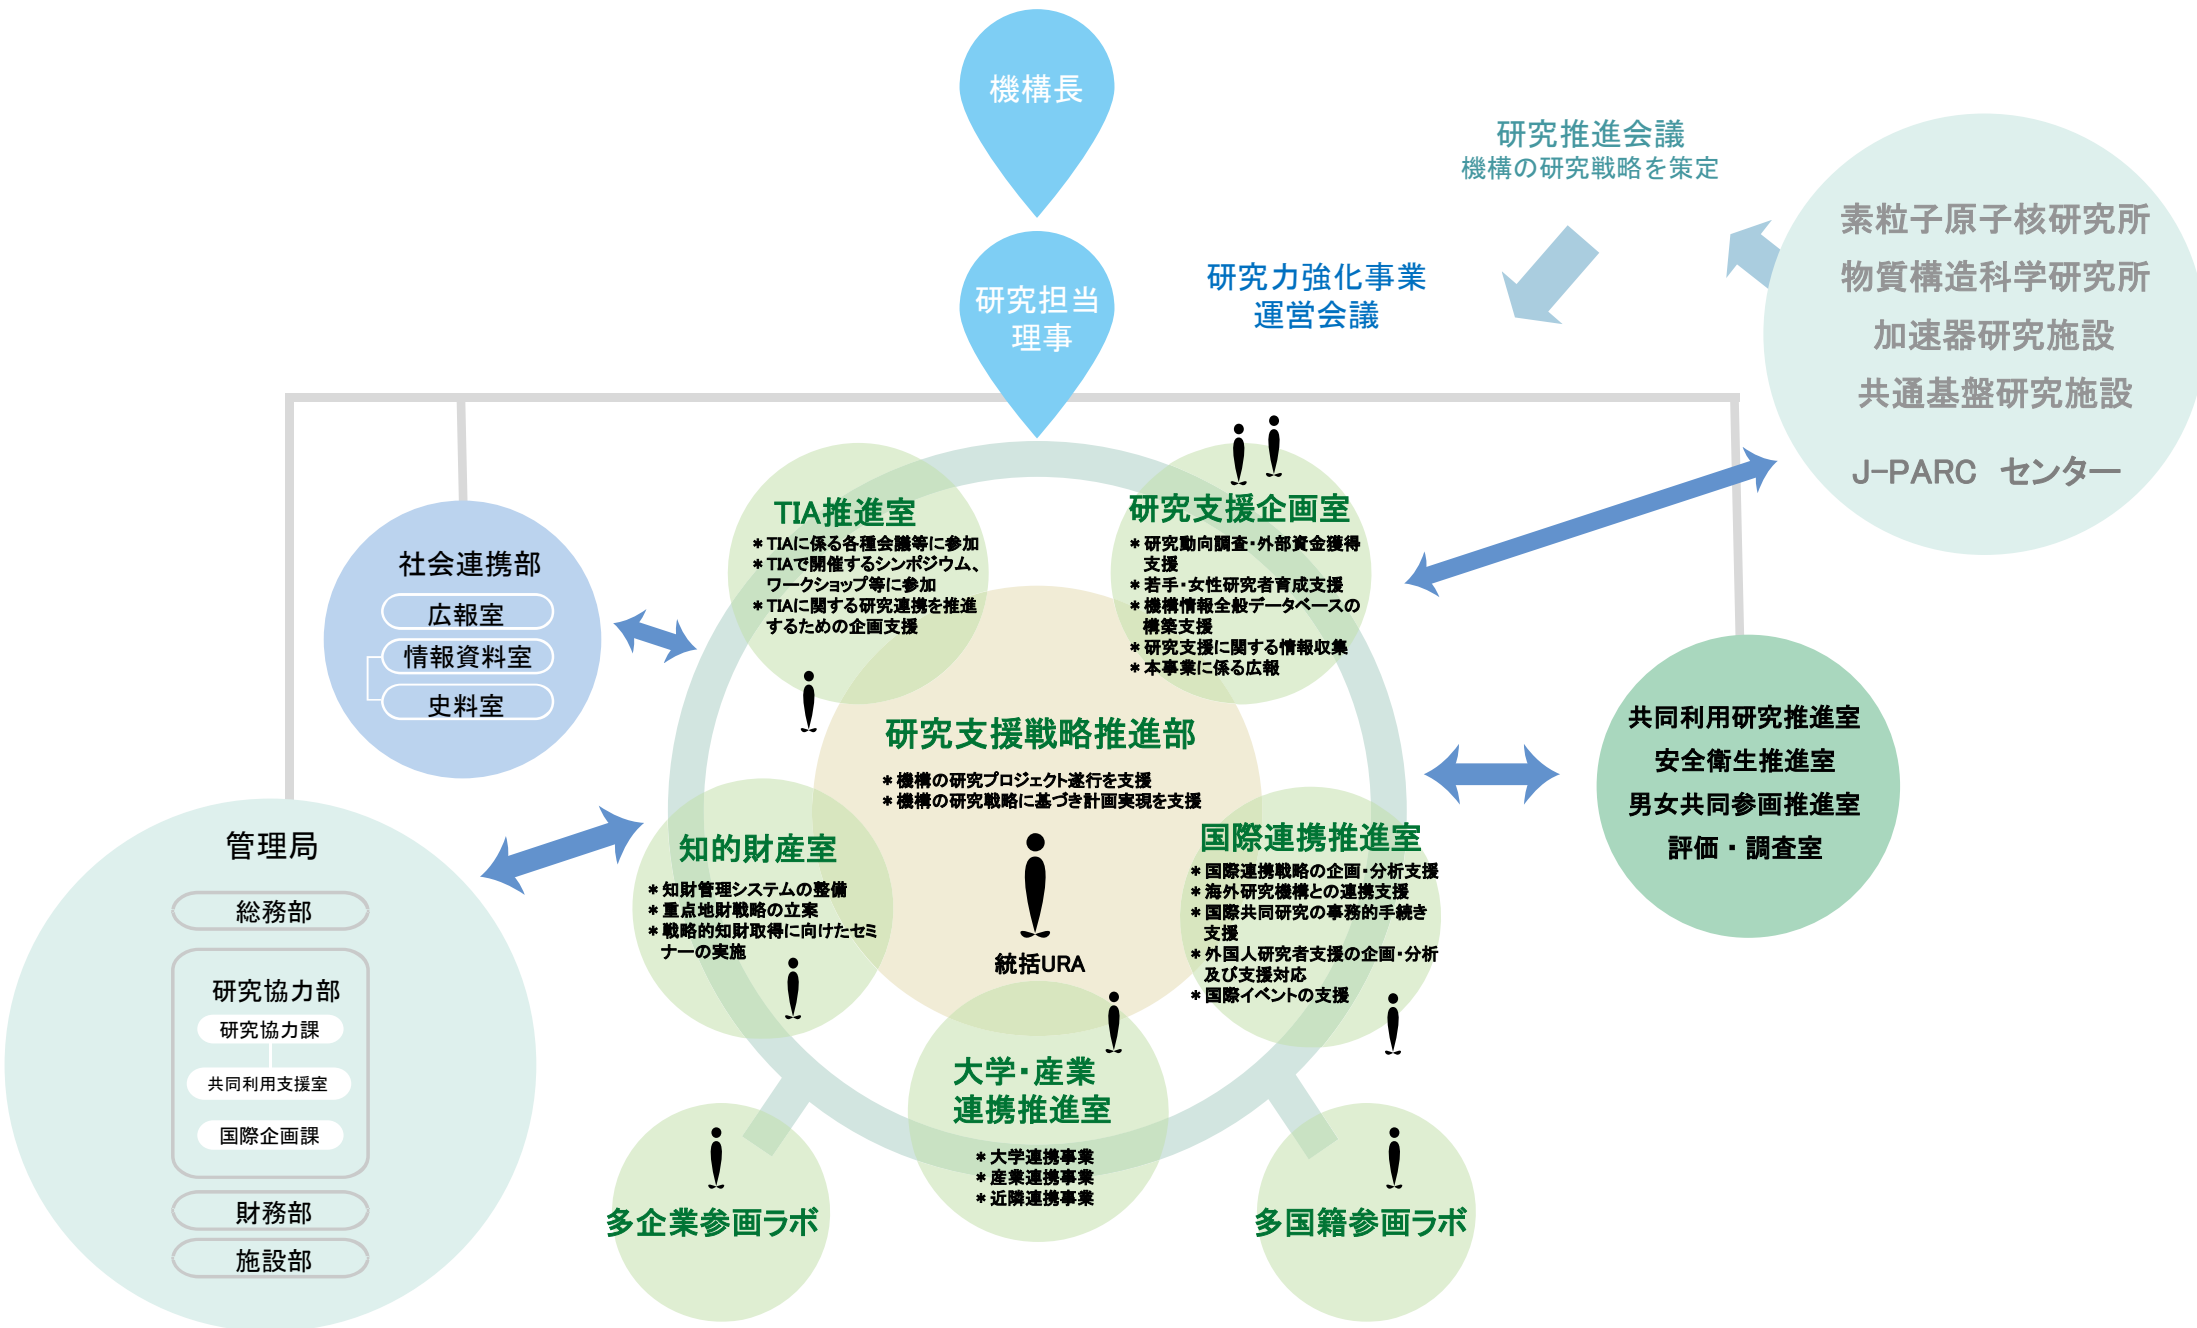 機構長
研究担当
理事
研究推進会議
機構の研究戦略を策定
研究力強化事業
運営会議
素粒子原子核研究所
物質構造科学研究所
加速器研究施設
共通基盤研究施設
J-PARC センター
TIA推進室
*TIAに係る各種会議等に参加
*TIAで開催するシンポジウム、
ワークショップ等に参加
*TIAに関する研究連携を推進
するための企画支援
研究支援企画室
*研究動向調査・外部資金獲得
支援
*若手・女性研究者育成支援
*機構情報全般データベースの
構築支援
*研究支援に関する情報収集
*本事業に係る広報
社会連携部
広報室
情報資料室
史料室
研究支援戦略推進部
*機構の研究プロジェクト遂行を支援
*機構の研究戦略に基づき計画実現を支援
統括URA
共同利用研究推進室
安全衛生推進室
男女共同参画推進室
評価・調査室
管理局
総務部
研究協力部
研究協力課
共同利用支援室
国際企画課
財務部
施設部
知的財産室
*知財管理システムの整備
*重点地財戦略の立案
*戦略的知財取得に向けたセミ
ナーの実施
国際連携推進室
*国際連携戦略の企画・分析支援
*海外研究機構との連携支援
*国際共同研究の事務的手続き
支援
*外国人研究者支援の企画・分析
及び支援対応
*国際イベントの支援
大学・産業
連携推進室
*大学連携事業
*産業連携事業
*近隣連携事業
多企業参画ラボ
多国籍参画ラボ